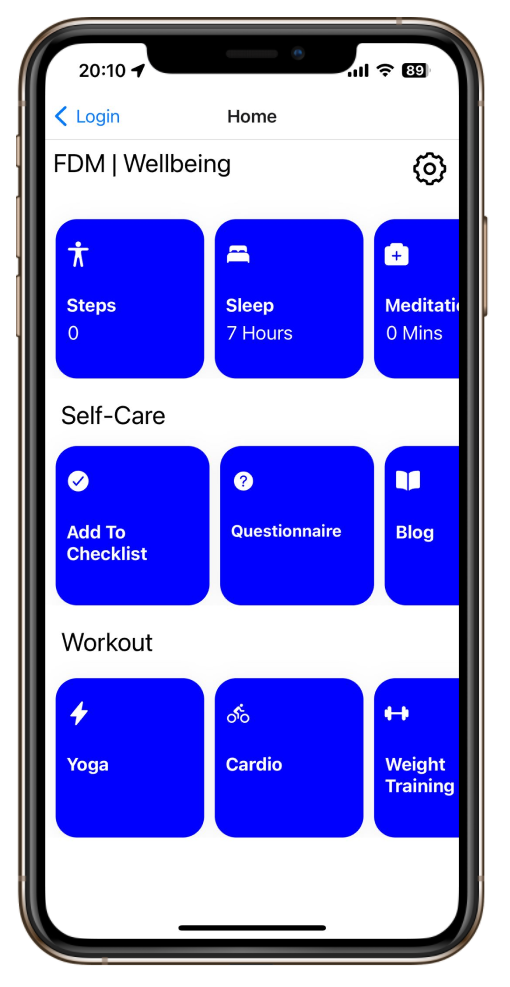 20:10
89
Login
Home
FDM | Wellbeing
Steps
0
Sleep
7 Hours
Meditatic
0 Mins
Self-Care
Add To
Checklist
Questionnaire
Blog
Workout
Yoga
Cardio
Weight
Training